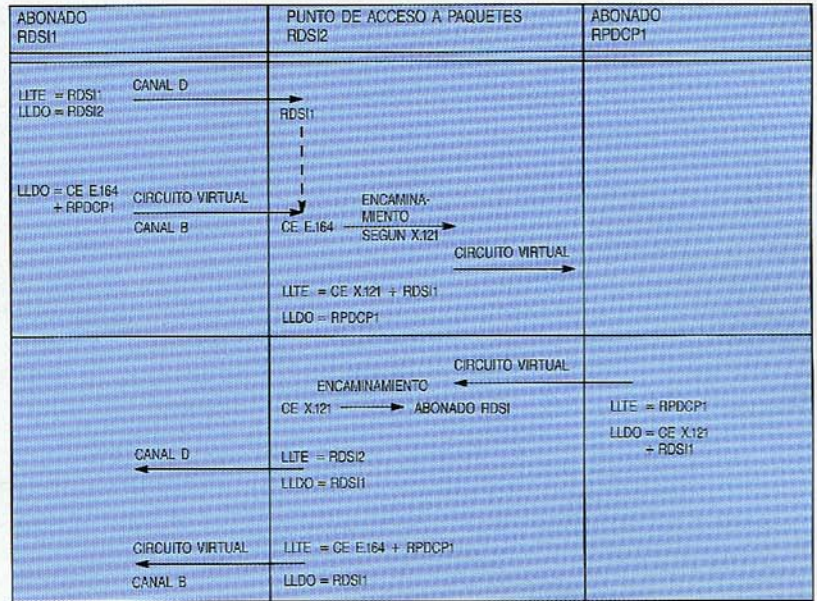 ABONADO
RDSI1
PUNTO DE ACCESO A PAQUETES
RDSI2
ABONADO
RPDCP1
LLTE = RDSI1
LLDO = RDSI2
CANAL D
RDSI1
LLDO = CE E.164
+ RPDCP1
CIRCUITO VIRTUAL
CANAL B
CE E.164
ENCAMINA-
MIENTO
SEGUN X.121
CIRCUITO VIRTUAL
LLTE = CE X.121 + RDSI1
LLDO = RPDCP1
CIRCUITO VIRTUAL
ENCAMINAMIENTO
CE X.121
ABONADO RDSI
LLTE = RPDCP1
LLDO = CE X.121
+ RDSI1
CANAL D
LLTE = RDSI2
LLDO = RDSI1
CIRCUITO VIRTUAL
CANAL B
LLTE = CE E.164 + RPDCP1
LLDO = RDSI1